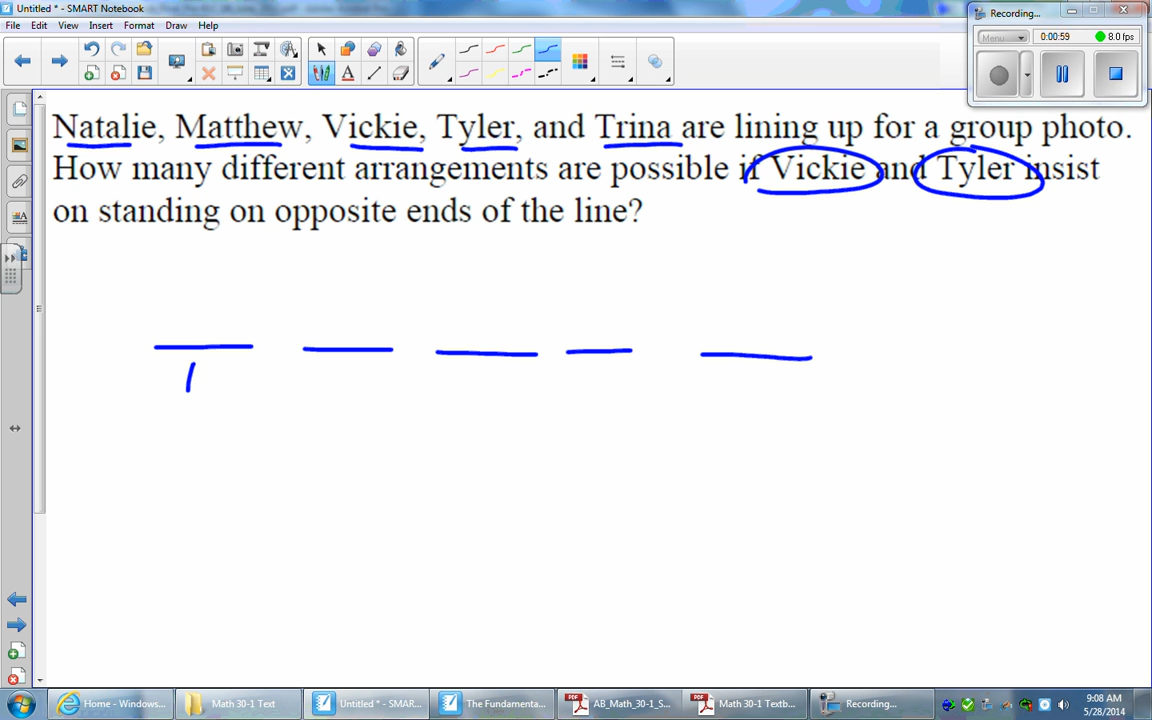 Untitled * - SMART Notebook
File Edit View Insert Format Draw Help
Recording...
Menu 0:00:59 8.0 fps
Natalie, Matthew, Vickie, Tyler, and Trina are lining up for a group photo.
How many different arrangements are possible if Vickie and Tyler insist
on standing on opposite ends of the line?
Home - Windows... Math 30-1 Text Untitled * - SMAR... The Fundamenta... AB_Math_30-1_S... Math 30-1 Textb... Recording... 9:08 AM
5/28/2014